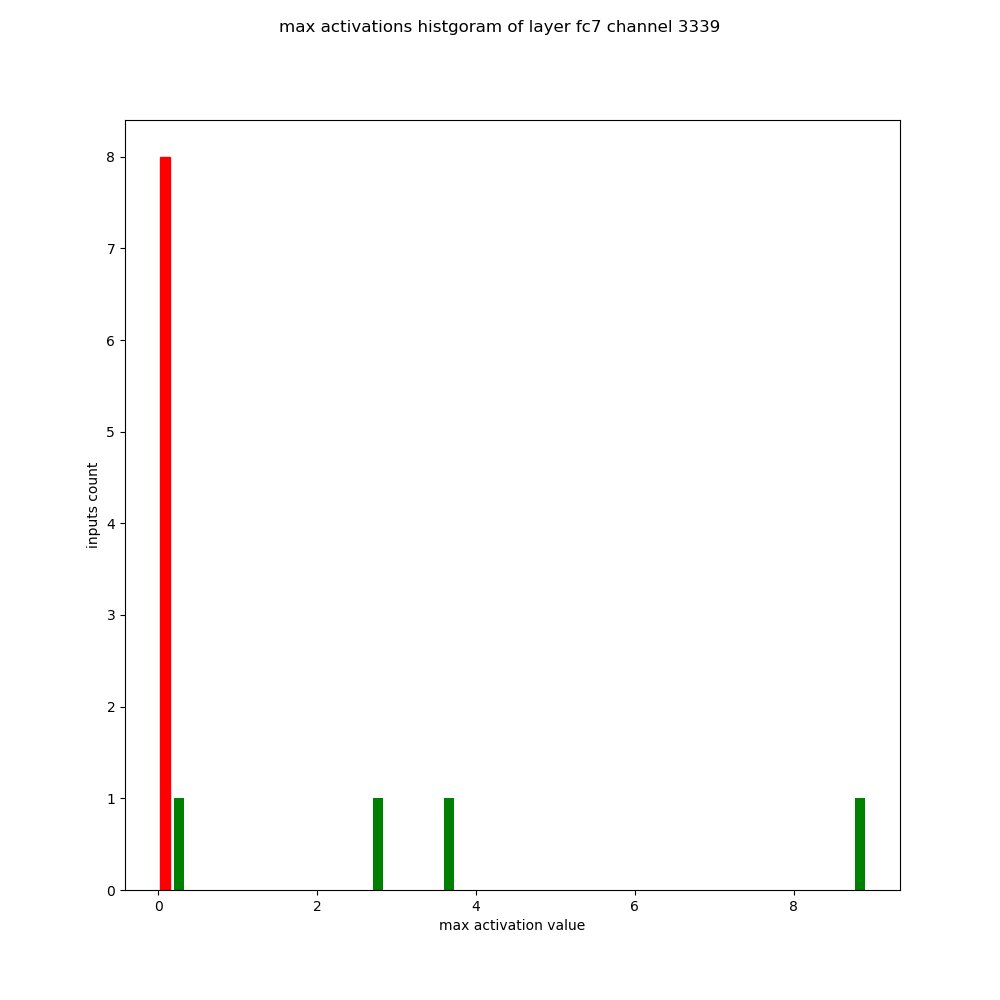 max activations histgoram of layer fc7 channel 3339
8
7
6
5
4
3
2
1
0
inputs count
0 2 4 6 8
max activation value